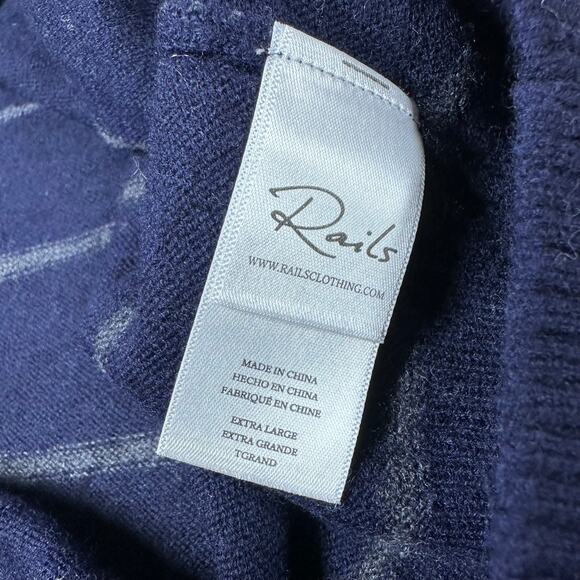 Rails
WWW.RAILSCLOTHING.COM
MADE IN CHINA
HECHO EN CHINA
FABRIQUÉ EN CHINE
EXTRA LARGE
EXTRA GRANDE
TGRAND